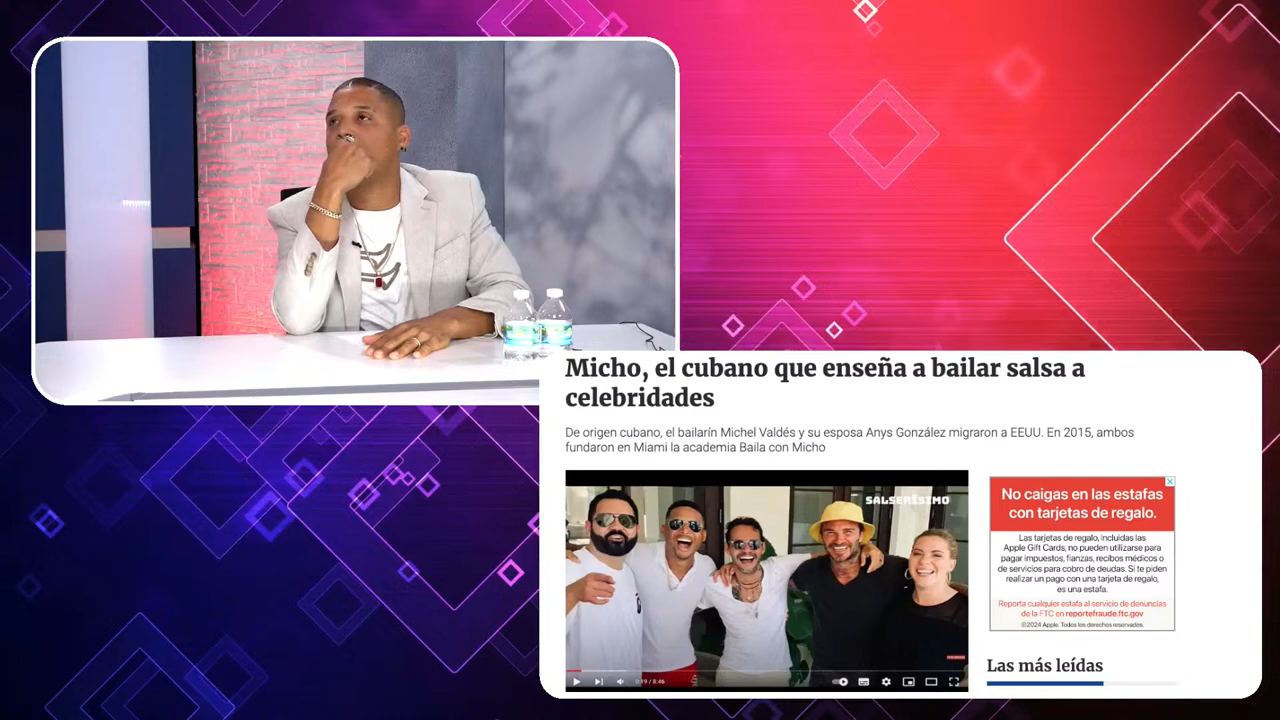 Micho, el cubano que enseña a bailar salsa a
celebridades
De origen cubano, el bailarín Michel Valdés y su esposa Anys González migraron a EEUU. En 2015, ambos
fundaron en Miami la academia Baila con Micho
SALSERÍSIMO
No caigas en las estafas
con tarjetas de regalo.
Las tarjetas de regalo, incluidas las
Apple Gift Cards, no pueden utilizarse para
pagar impuestos, fianzas, recibos médicos o
de servicios para cobro de deudas. Si te piden
realizar un pago con una tarjeta de regalo,
es una estafa.
Reporta cualquier estafa al servicio de denuncias
de la FTC en reportefraude.ftc.gov
©2024 Apple. Todos los derechos reservados.
0:19 / 8:46
Las más leídas